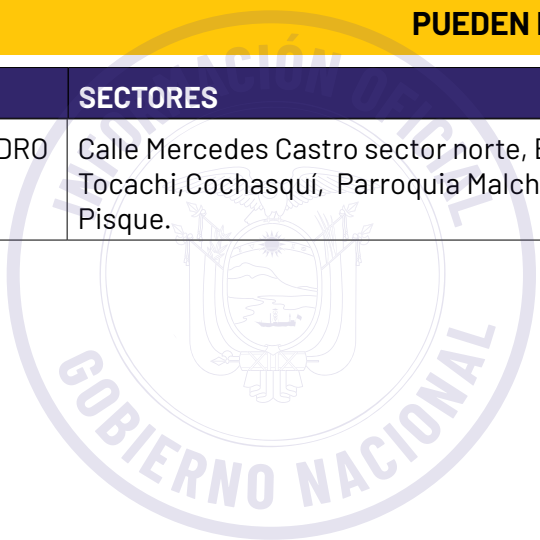 PUEDEN
SECTORES
DRO
Calle Mercedes Castro sector norte,
Tocachi,Cochasquí, Parroquia Malch
Pisque.
INFORMACIÓN OFICIAL
GOBIERNO NACIONAL